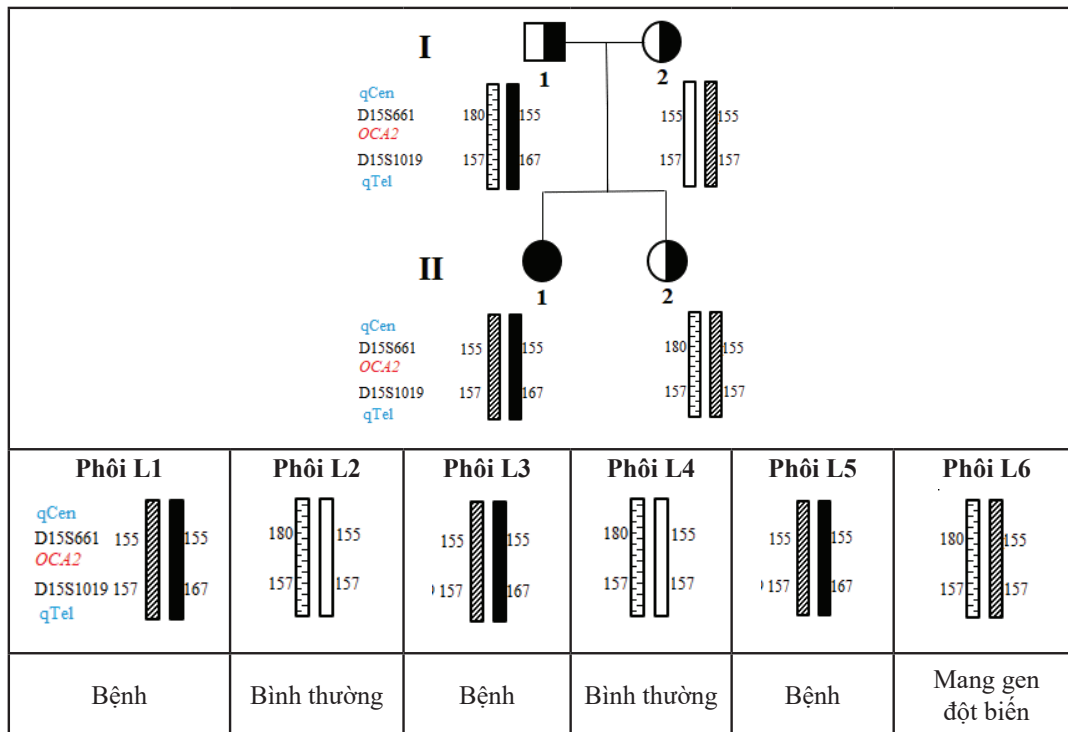 I
1
2
qCen
D15S661 180 155 155 155
OCA2
D15S1019 157 167 157 157
qTel
II
1
2
qCen
D15S661 155 155 180 155
OCA2
D15S1019 157 167 157 157
qTel
Phôi L1 Phôi L2 Phôi L3 Phôi L4 Phôi L5 Phôi L6
qCen
D15S661 155 155 180 155 155 155 180 155 155 155 180 155
OCA2
D15S1019 157 167 157 157 157 167 157 157 157 167 157 157
qTel
Bệnh Bình thường Bệnh Bình thường Bệnh Mang gen
đột biến